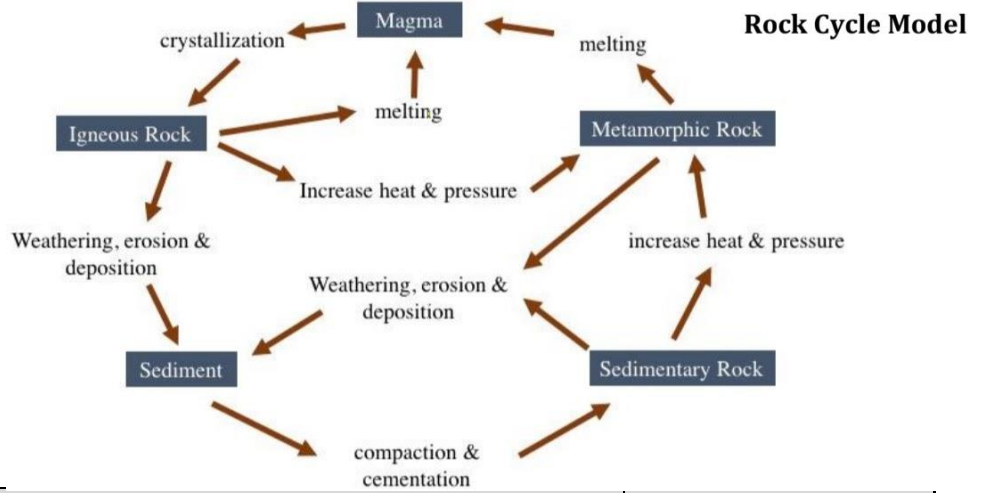 Rock Cycle Model
Magma
crystallization
melting
melting
Igneous Rock
Metamorphic Rock
Increase heat & pressure
Weathering, erosion &
deposition
increase heat & pressure
Weathering, erosion &
deposition
Sediment
Sedimentary Rock
compaction &
cementation